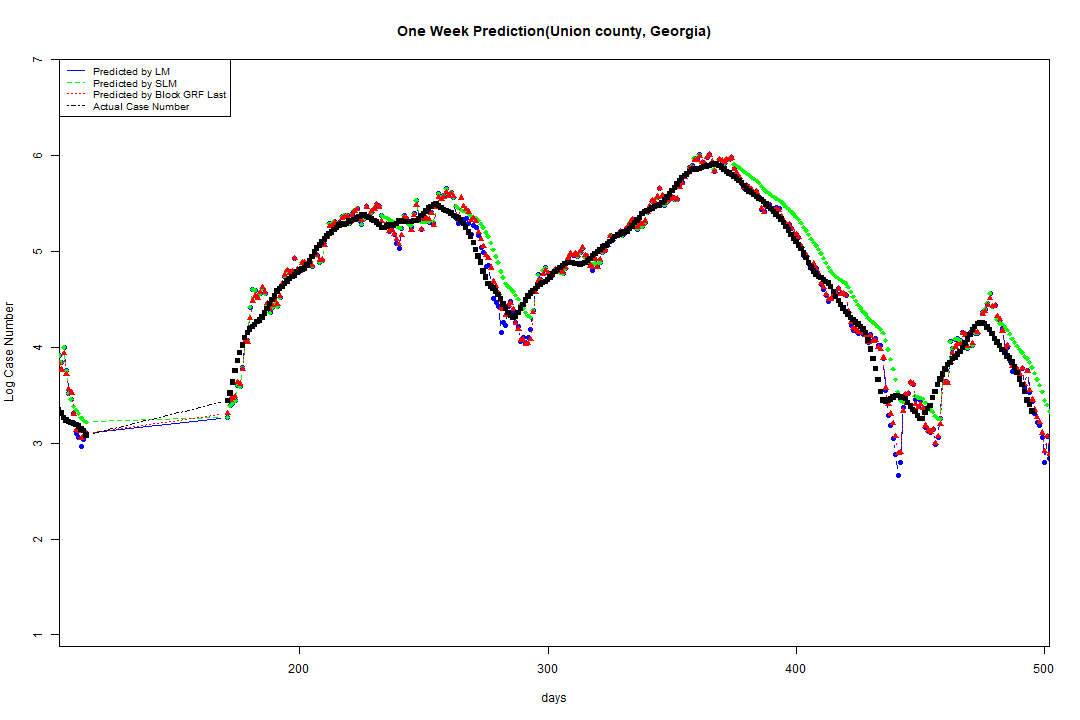 One Week Prediction(Union county, Georgia)
Predicted by LM
Predicted by SLM
Predicted by Block GRF Last
Actual Case Number
7
6
5
4
3
2
1
Log Case Number
200
300
400
500
days